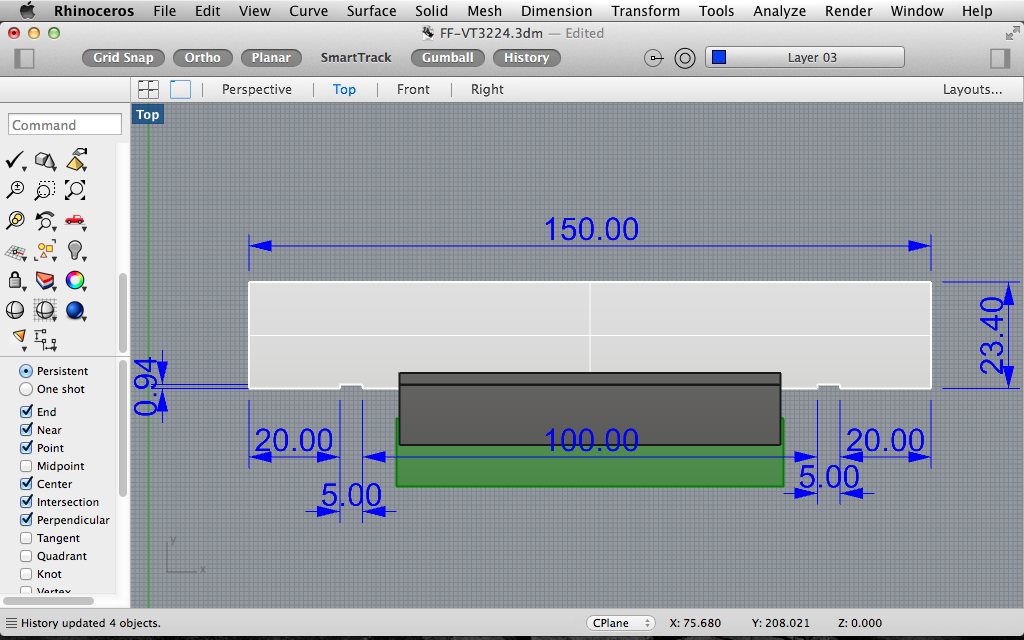 Rhinoceros File Edit View Curve Surface Solid Mesh Dimension Transform Tools Analyze Render Window Help
FF-VT3224.3dm — Edited
Grid Snap Ortho Planar SmartTrack Gumball History Layer 03
Perspective Top Front Right Layouts...
Top
Command
150.00
23.40
0.94
20.00 100.00 20.00
5.00
5.00
Persistent
One shot
End
Near
Point
Midpoint
Center
Intersection
Perpendicular
Tangent
Quadrant
Knot
Vertex
y
x
History updated 4 objects. CPlane X: 75.680 Y: 208.021 Z: 0.000